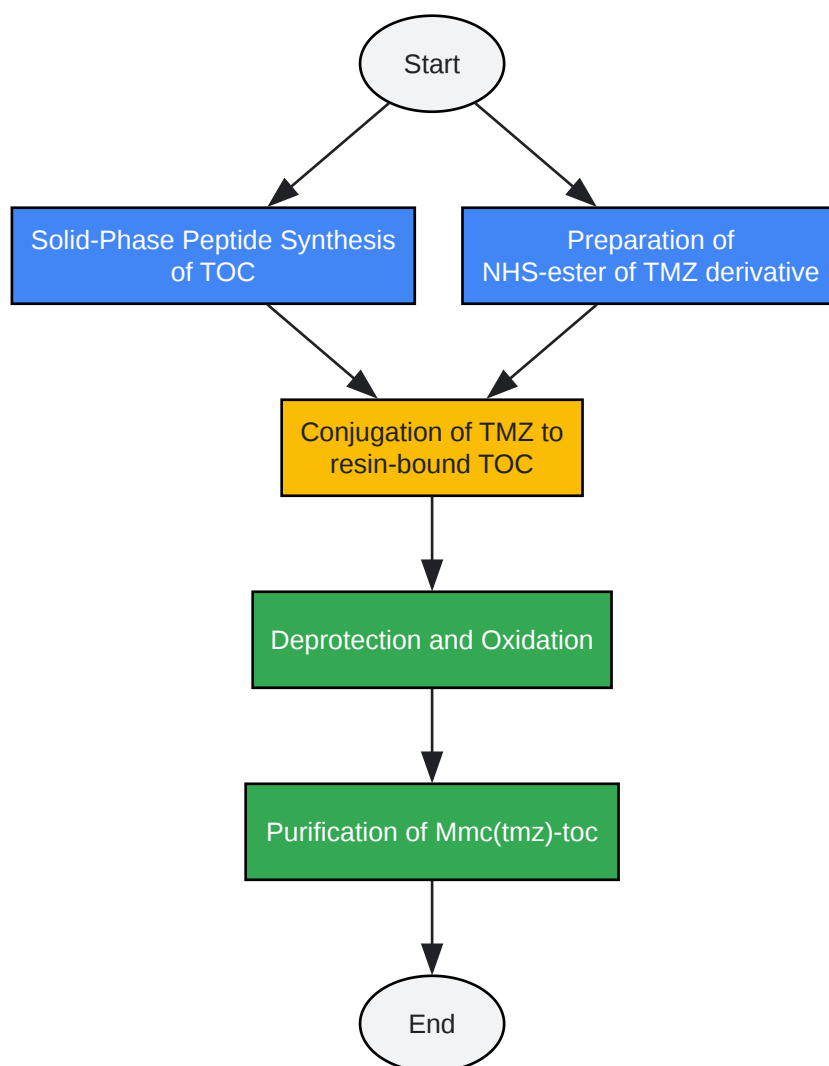 Start
Solid-Phase Peptide Synthesis
of TOC
Preparation of
NHS-ester of TMZ derivative
Conjugation of TMZ to
resin-bound TOC
Deprotection and Oxidation
Purification of Mmc(tmz)-toc
End